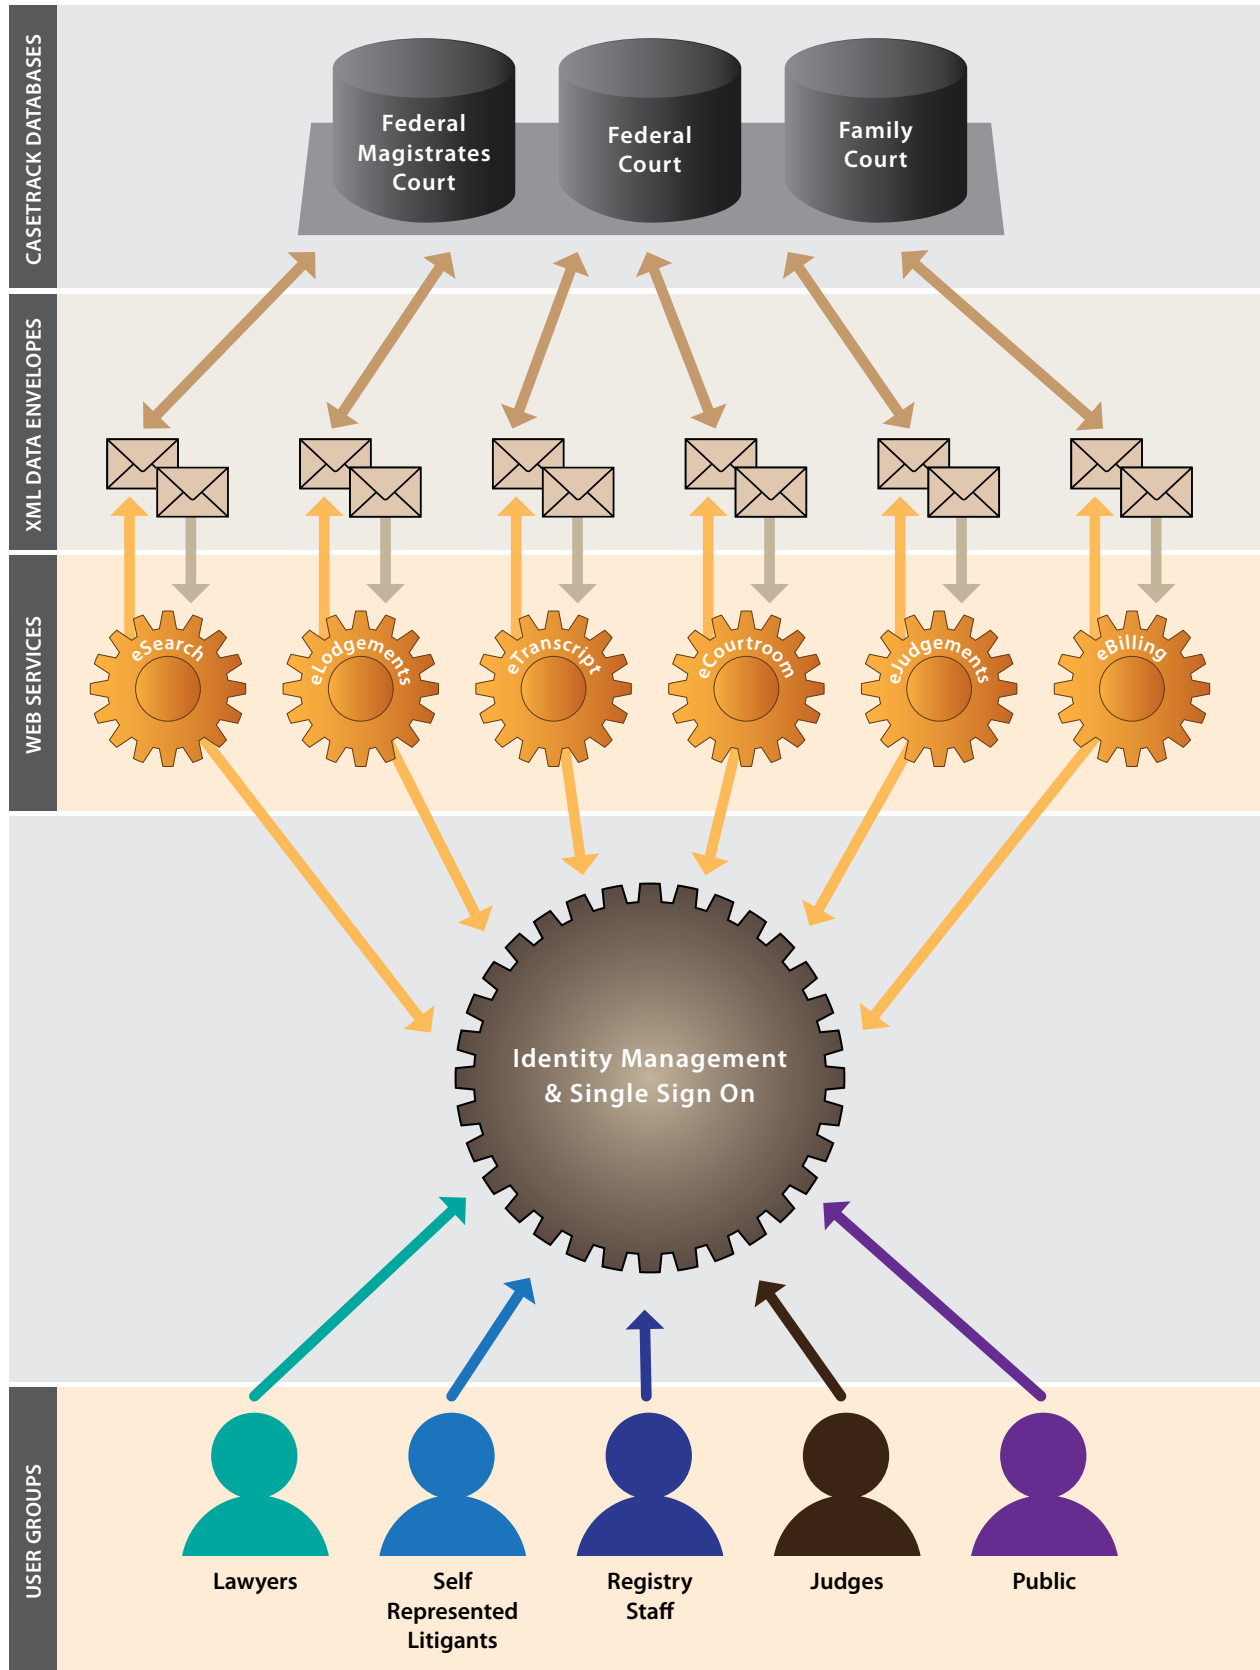 CASETRACK DATABASES
Federal
Magistrates
Court
Federal
Court
Family
Court
XML DATA ENVELOPES
WEB SERVICES
eSearch
eLodgements
eTranscript
eCourtroom
eJudgements
eBilling
Identity Management
& Single Sign On
USER GROUPS
Lawyers
Self
Represented
Litigants
Registry
Staff
Judges
Public